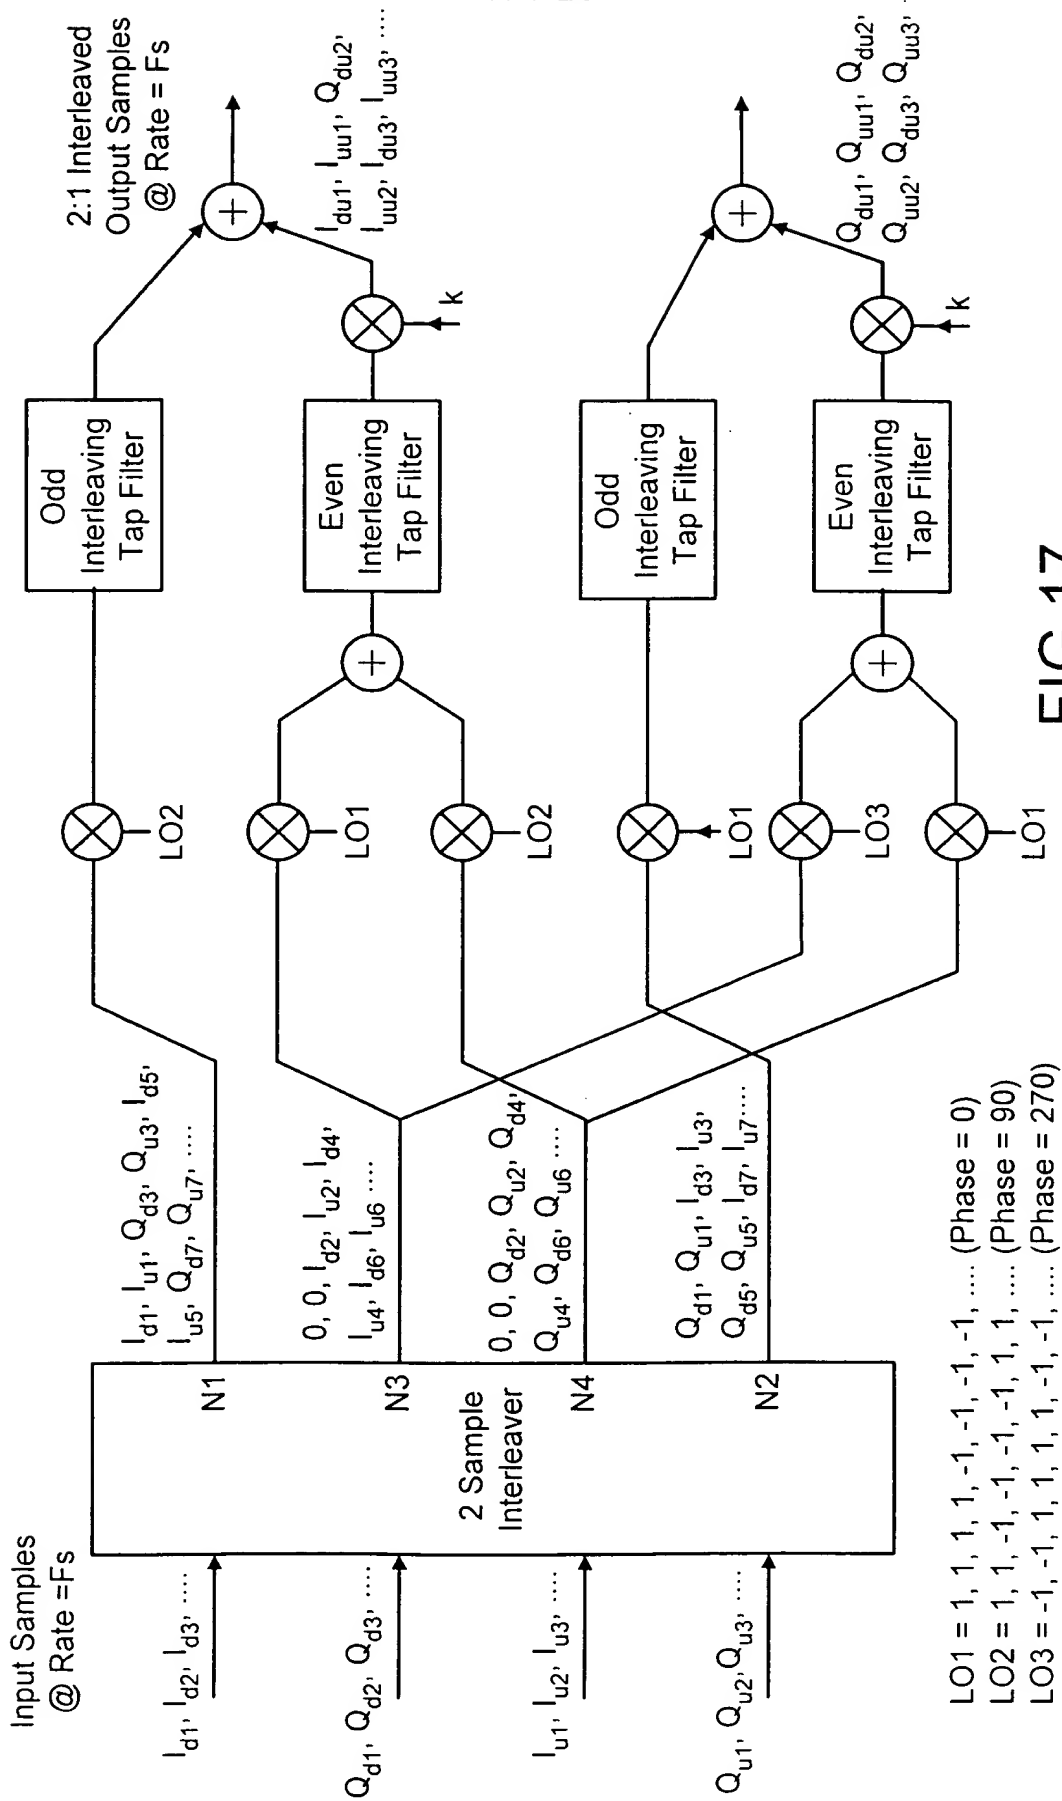 Input Samples
@ Rate =Fs
I_d1, I_d2, I_d3, ....
Q_d1, Q_d2, Q_d3, ....
I_u1, I_u2, I_u3, ....
Q_u1, Q_u2, Q_u3, ....
2 Sample
Interleaver
N1
N3
N4
N2
I_d1, I_u1, Q_d3, Q_u3, I_d5,
I_u5, Q_d7, Q_u7, ....
0, 0, I_d2, I_u2, I_d4,
I_u4, I_d6, I_u6 ....
0, 0, Q_d2, Q_u2, Q_d4,
Q_u4, Q_d6, Q_u6 ....
Q_d1, Q_u1, I_d3, I_u3,
Q_d5, Q_u5, I_d7, I_u7....
LO2
LO1
LO2
LO1
LO3
LO1
+
+
Odd
Interleaving
Tap Filter
Even
Interleaving
Tap Filter
Odd
Interleaving
Tap Filter
Even
Interleaving
Tap Filter
k
k
+
+
2:1 Interleaved
Output Samples
@ Rate = Fs
I_du1, I_uu1, Q_du2,
I_uu2, I_du3, I_uu3, ....
Q_du1, Q_uu1, Q_du2,
Q_uu2, Q_du3, Q_uu3,
LO1 = 1, 1, 1, 1, -1, -1, -1, -1, .... (Phase = 0)
LO2 = 1, 1, -1, -1, -1, -1, 1, 1, .... (Phase = 90)
LO3 = -1, -1, 1, 1, 1, 1, -1, -1, .... (Phase = 270)
FIG 17